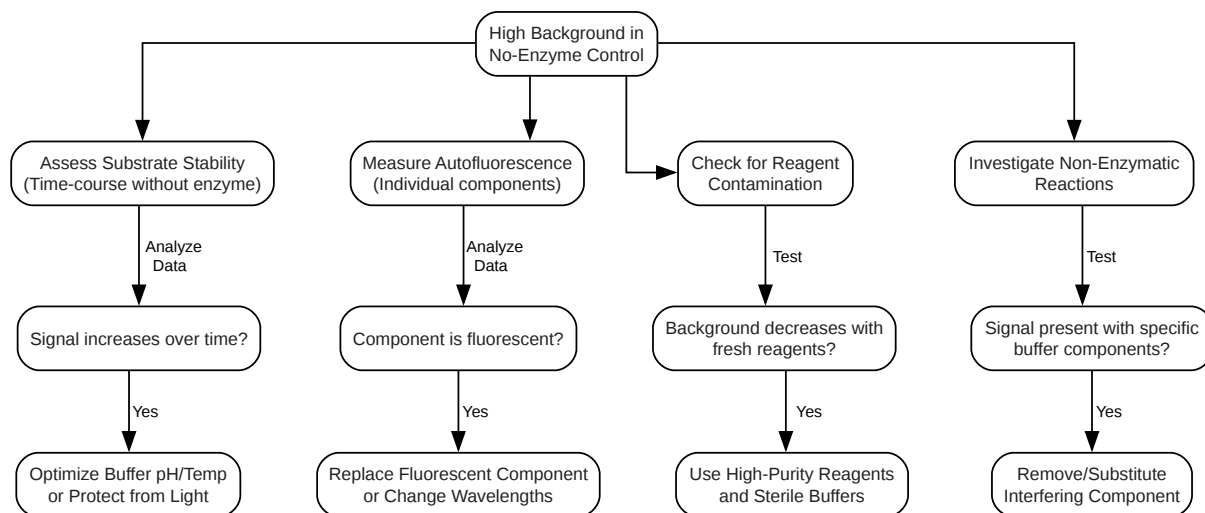 High Background in
No-Enzyme Control
Assess Substrate Stability
(Time-course without enzyme)
Measure Autofluorescence
(Individual components)
Check for Reagent
Contamination
Investigate Non-Enzymatic
Reactions
Analyze
Data
Analyze
Data
Test
Test
Signal increases over time?
Component is fluorescent?
Background decreases with
fresh reagents?
Signal present with specific
buffer components?
Yes
Yes
Yes
Yes
Optimize Buffer pH/Temp
or Protect from Light
Replace Fluorescent Component
or Change Wavelengths
Use High-Purity Reagents
and Sterile Buffers
Remove/Substitute
Interfering Component